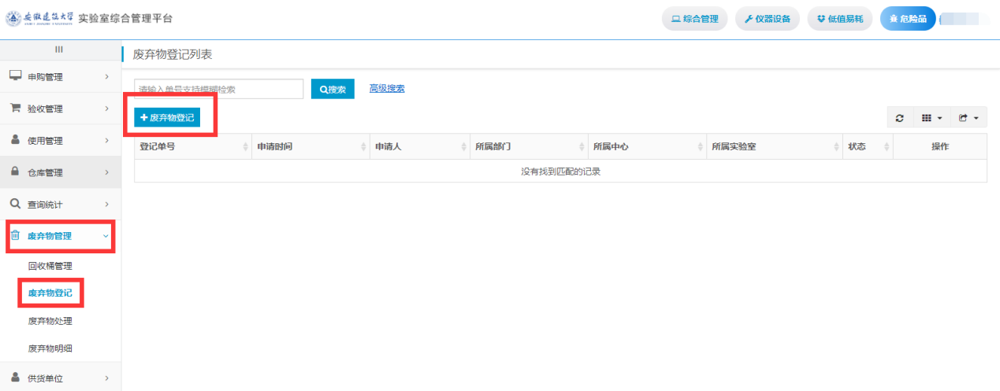 安徽建筑大学 实验室综合管理平台
综合管理
仪器设备
低值易耗
危险品
申购管理
验收管理
使用管理
仓库管理
查询统计
废弃物管理
回收桶管理
废弃物登记
废弃物处理
废弃物明细
供货单位
废弃物登记列表
请输入单号支持模糊检索
搜索
高级搜索
废弃物登记
登记单号 申请时间 申请人 所属部门 所属中心 所属实验室 状态 操作
没有找到匹配的记录